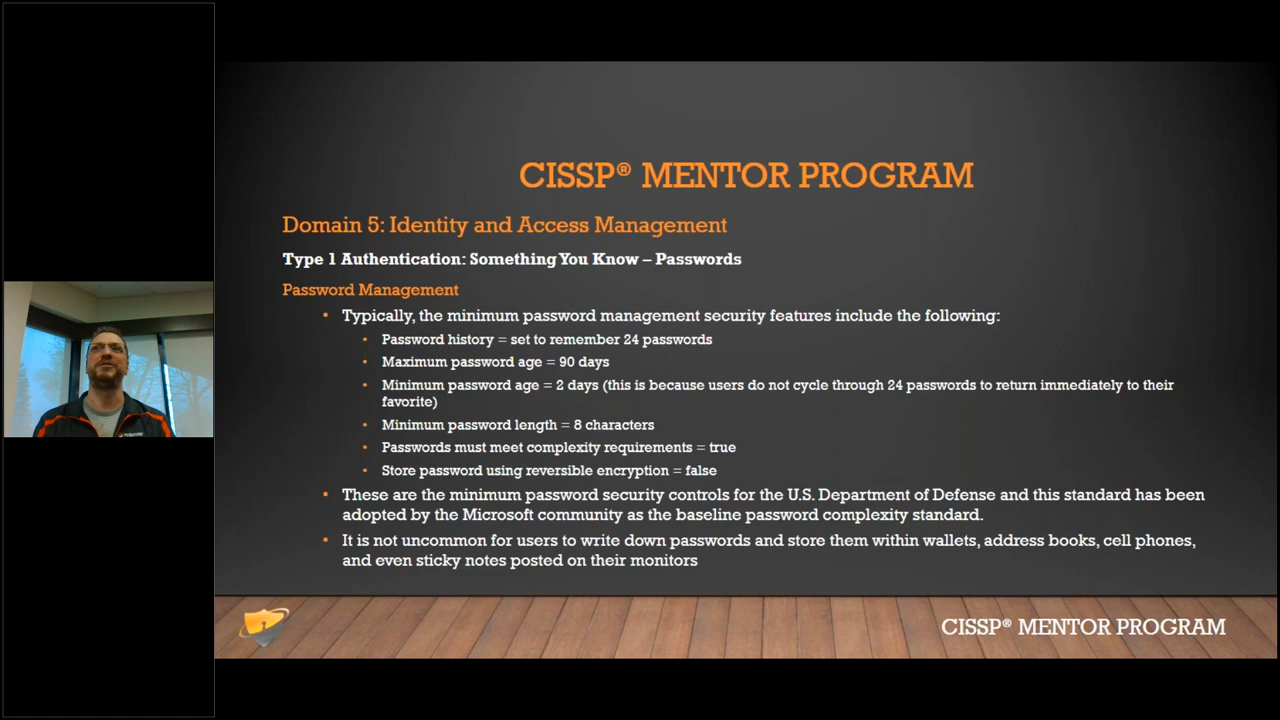 CISSP® MENTOR PROGRAM
Domain 5: Identity and Access Management
Type 1 Authentication: Something You Know – Passwords
Password Management
• Typically, the minimum password management security features include the following:
• Password history = set to remember 24 passwords
• Maximum password age = 90 days
• Minimum password age = 2 days (this is because users do not cycle through 24 passwords to return immediately to their
favorite)
• Minimum password length = 8 characters
• Passwords must meet complexity requirements = true
• Store password using reversible encryption = false
• These are the minimum password security controls for the U.S. Department of Defense and this standard has been
adopted by the Microsoft community as the baseline password complexity standard.
• It is not uncommon for users to write down passwords and store them within wallets, address books, cell phones,
and even sticky notes posted on their monitors
CISSP® MENTOR PROGRAM